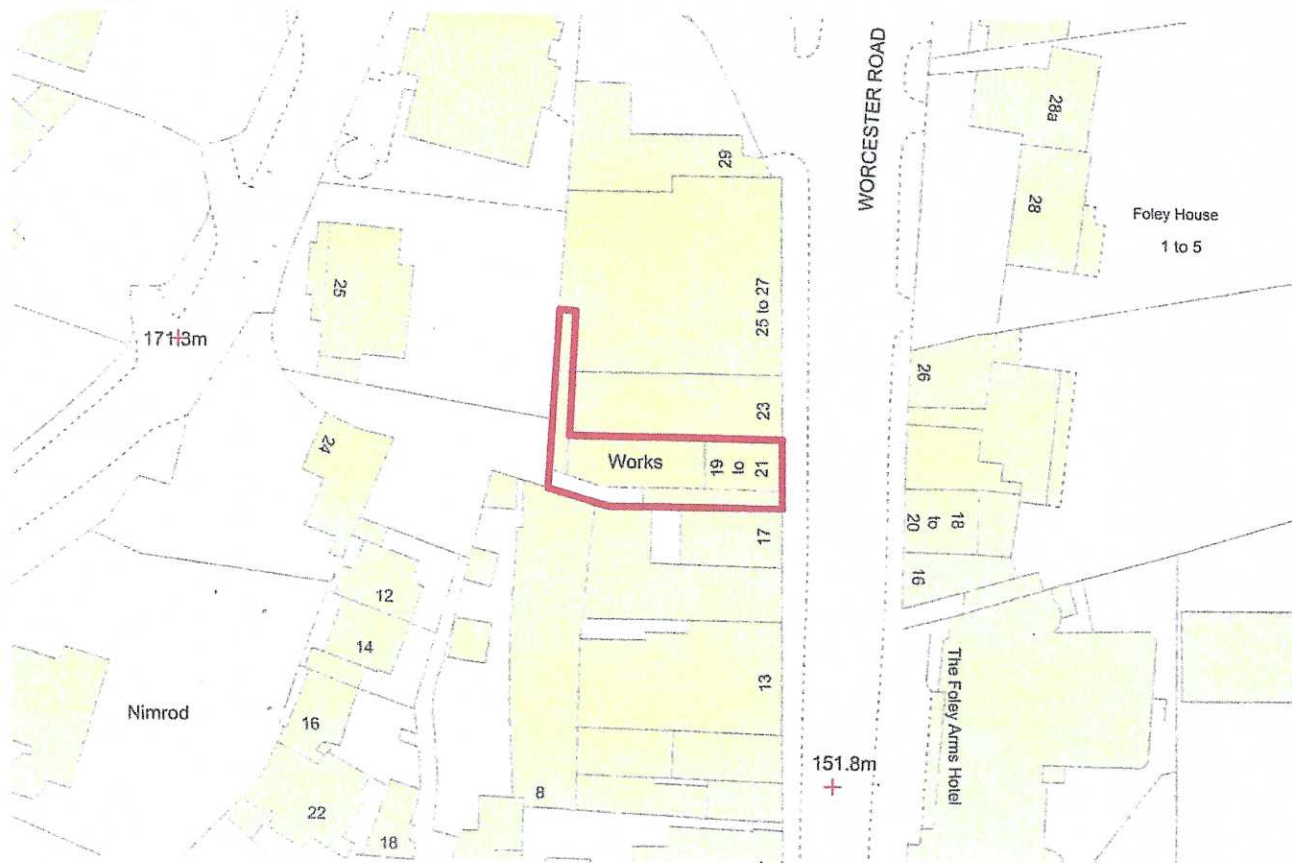 WORCESTER ROAD
28a
29
28
Foley House
1 to 5
25
25 to 27
171.3m
26
23
24
Works
19
to
21
18
to
20
17
12
16
14
The Foley Arms Hotel
13
Nimrod
16
151.8m
8
22
18